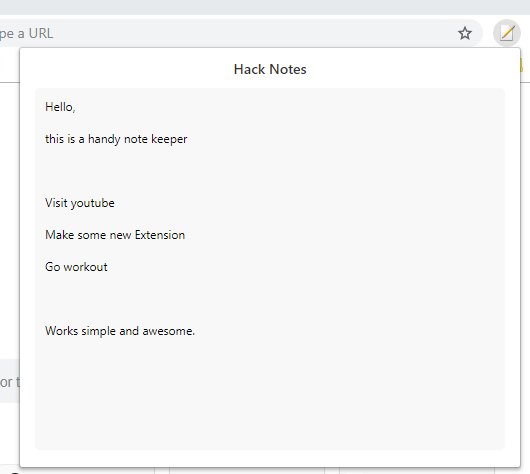 pe a URL
Hack Notes
Hello,
this is a handy note keeper
Visit youtube
Make some new Extension
Go workout
Works simple and awesome.
or t